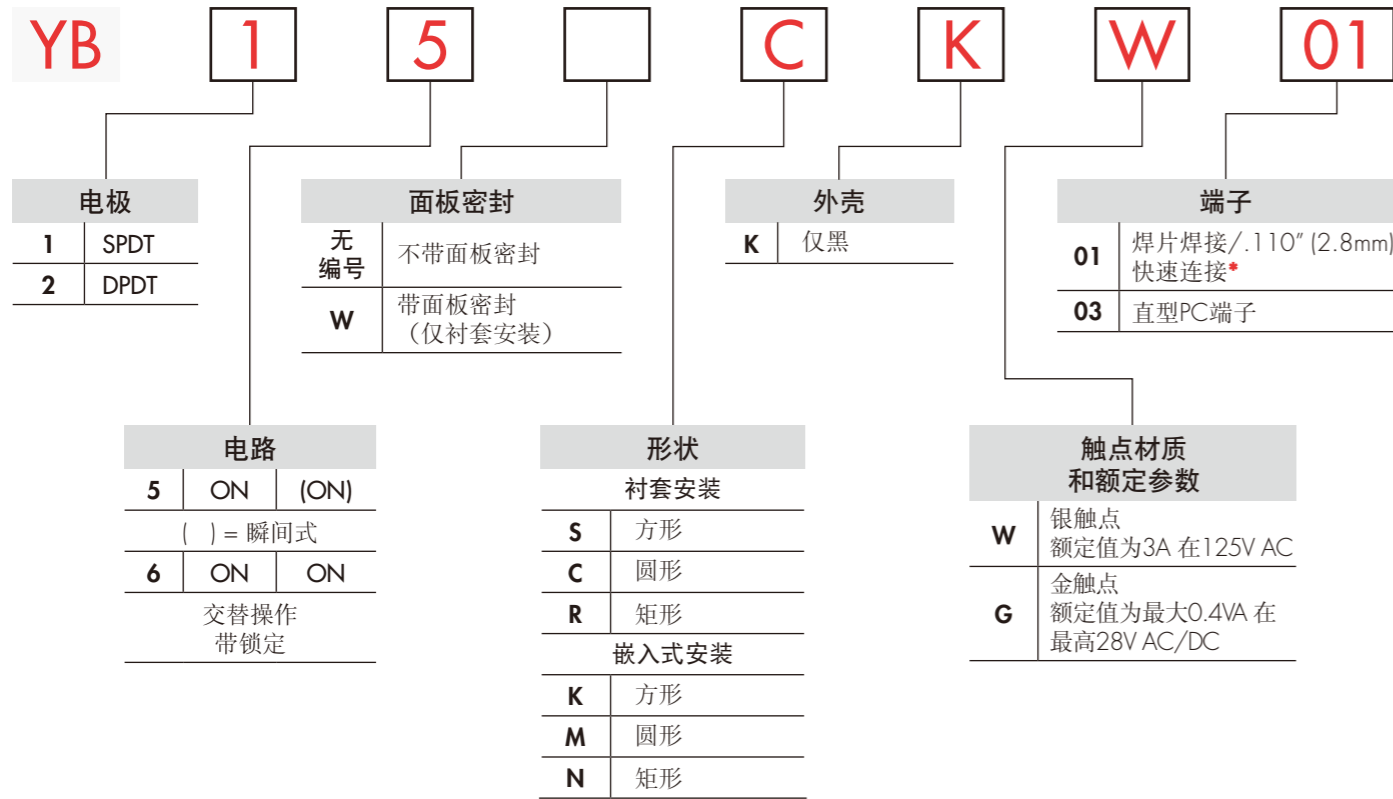 YB 1 5 C K W 01
电极
1 SPDT
2 DPDT
面板密封
无
编号
不带面板密封
W
带面板密封
（仅衬套安装）
外壳
K 仅黑
端子
01
焊片焊接/.110" (2.8mm)
快速连接*
03 直型PC端子
电路
5 ON (ON)
( ) = 瞬间式
6 ON ON
交替操作
带锁定
形状
衬套安装
S 方形
C 圆形
R 矩形
嵌入式安装
K 方形
M 圆形
N 矩形
触点材质
和额定参数
W
银触点
额定值为3A 在125V AC
G
金触点
额定值为最大0.4VA 在
最高28V AC/DC